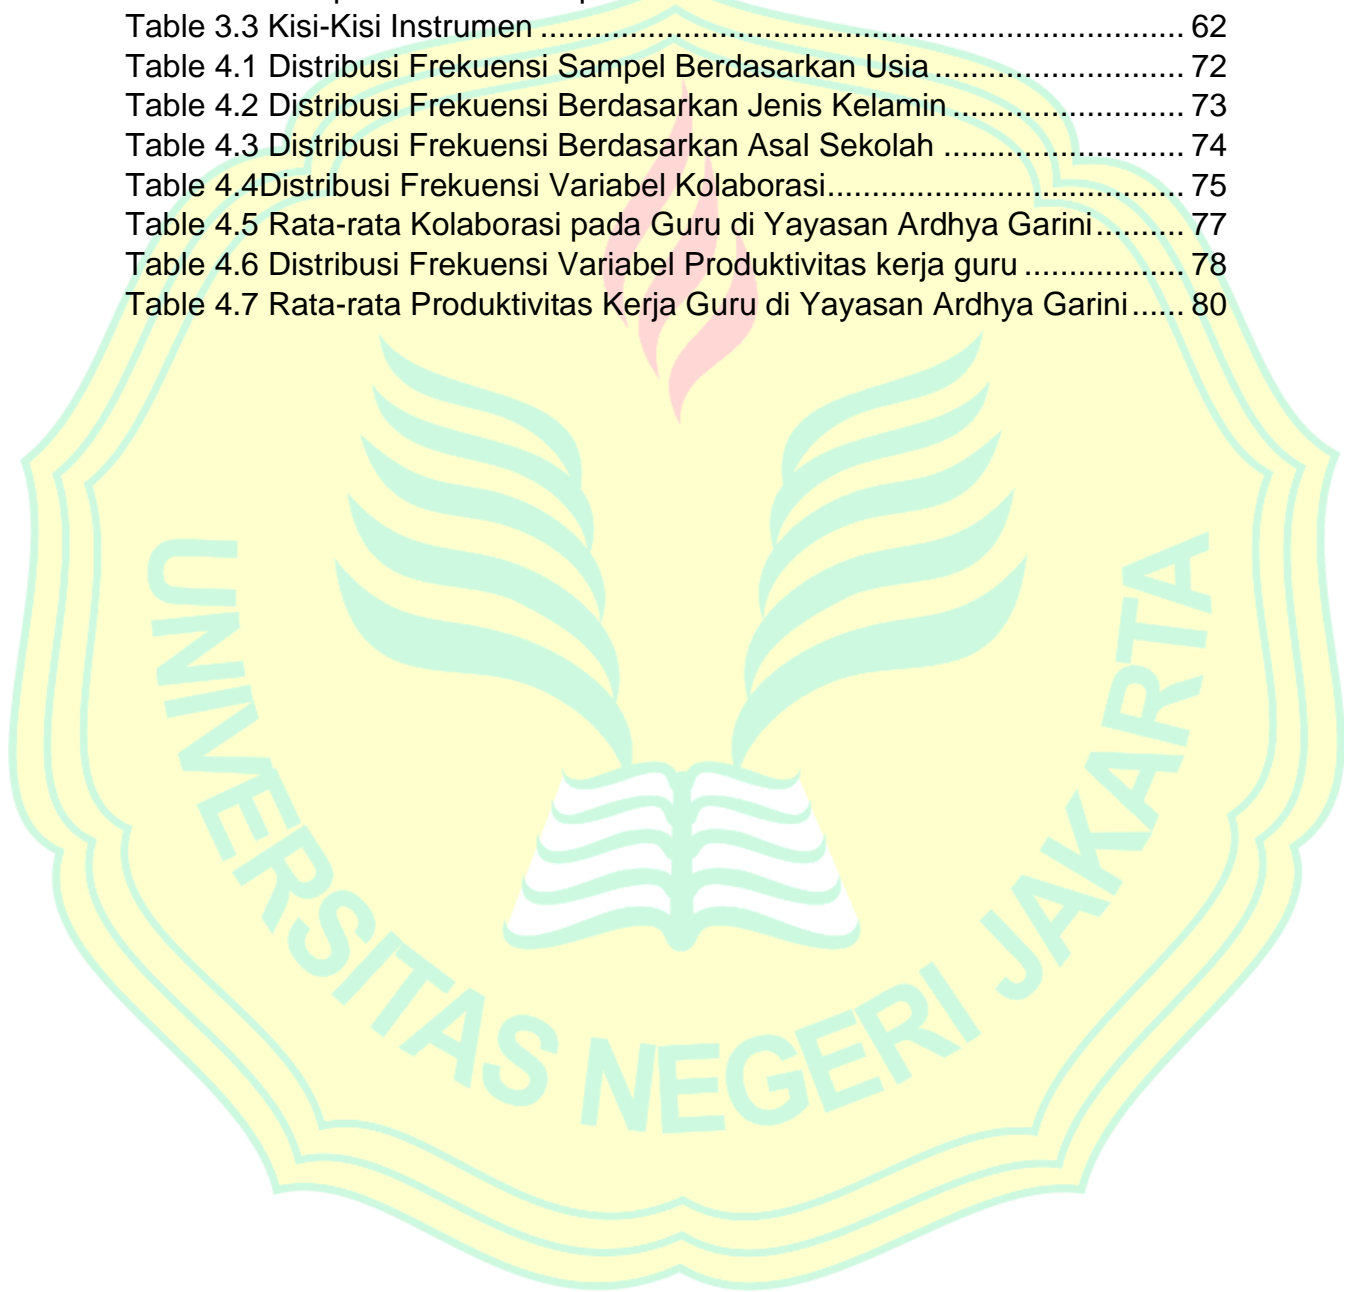 Table 3.3 Kisi-Kisi Instrumen ........................................................................ 62
Table 4.1 Distribusi Frekuensi Sampel Berdasarkan Usia ............................ 72
Table 4.2 Distribusi Frekuensi Berdasarkan Jenis Kelamin .......................... 73
Table 4.3 Distribusi Frekuensi Berdasarkan Asal Sekolah ........................... 74
Table 4.4Distribusi Frekuensi Variabel Kolaborasi ........................................ 75
Table 4.5 Rata-rata Kolaborasi pada Guru di Yayasan Ardhya Garini .......... 77
Table 4.6 Distribusi Frekuensi Variabel Produktivitas kerja guru .................. 78
Table 4.7 Rata-rata Produktivitas Kerja Guru di Yayasan Ardhya Garini ...... 80
UNIVERSITAS NEGERI JAKARTA